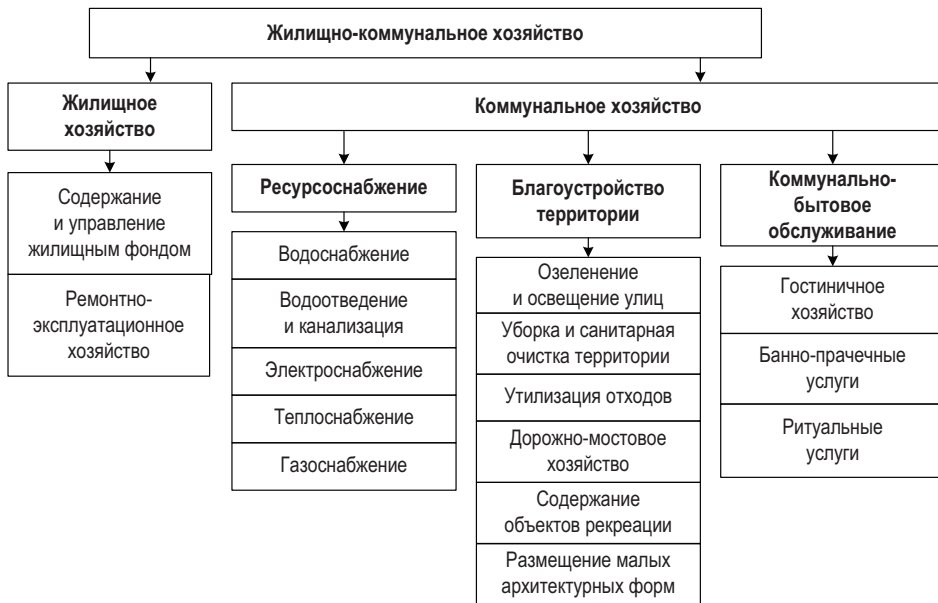 Жилищно-коммунальное хозяйство
Жилищное
хозяйство
Коммунальное хозяйство
Содержание
и управление
жилищным фондом
Ремонтно-
эксплуатационное
хозяйство
Ресурсоснабжение
Водоснабжение
Водоотведение
и канализация
Электроснабжение
Теплоснабжение
Газоснабжение
Благоустройство
территории
Озеленение
и освещение улиц
Уборка и санитарная
очистка территории
Утилизация отходов
Дорожно-мостовое
хозяйство
Содержание
объектов рекреации
Размещение малых
архитектурных форм
Коммунально-
бытовое
обслуживание
Гостиничное
хозяйство
Банно-прачечные
услуги
Ритуальные
услуги